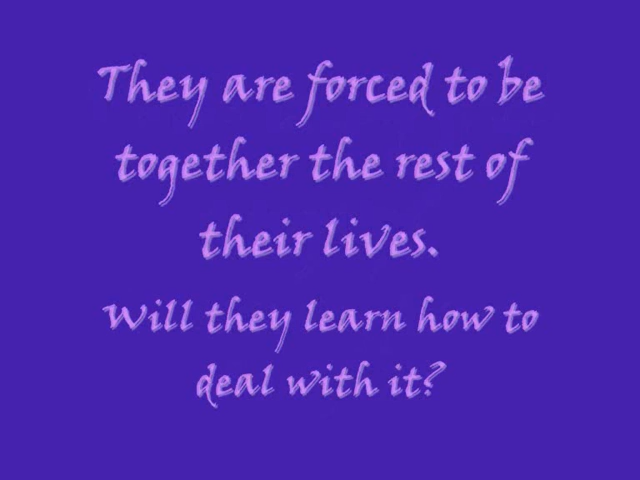 They are forced to be
together the rest of
their lives.
Will they learn how to
deal with it?